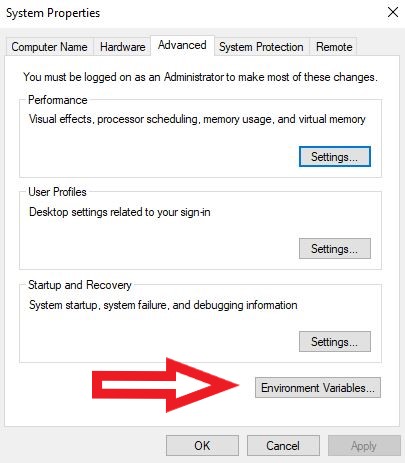 System Properties
Computer Name Hardware Advanced System Protection Remote
You must be logged on as an Administrator to make most of these changes.
Performance
Visual effects, processor scheduling, memory usage, and virtual memory
Settings...
User Profiles
Desktop settings related to your sign-in
Settings...
Startup and Recovery
System startup, system failure, and debugging information
Settings...
Environment Variables...
OK Cancel Apply